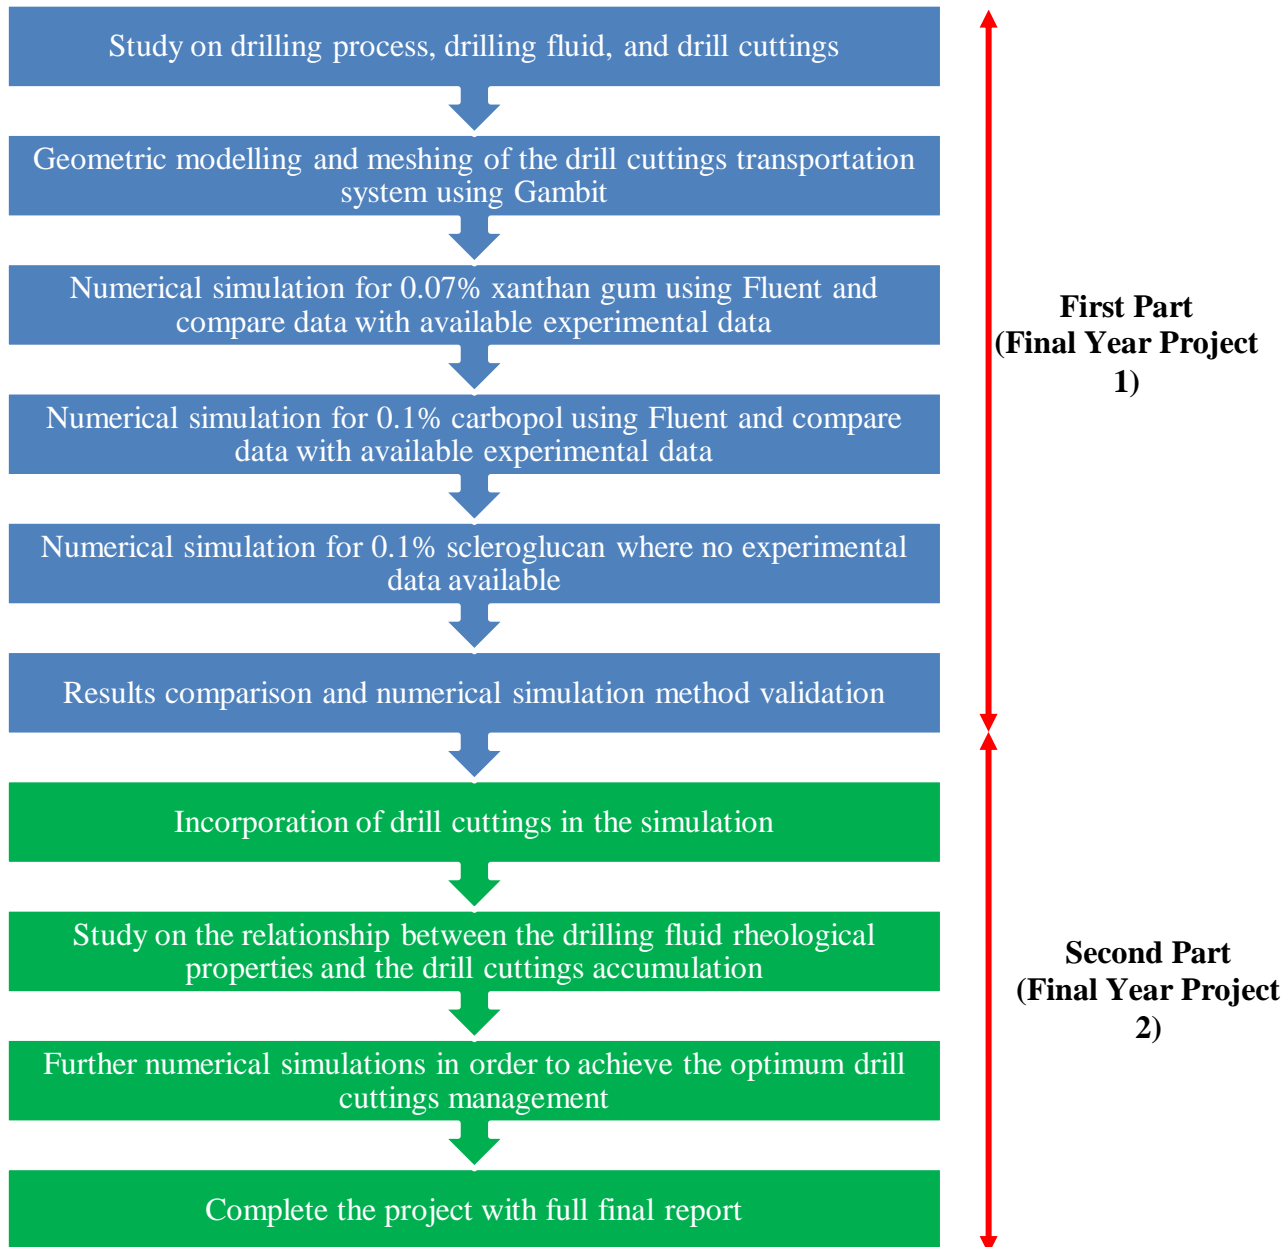 Study on drilling process, drilling fluid, and drill cuttings
Geometric modelling and meshing of the drill cuttings transportation
system using Gambit
Numerical simulation for 0.07% xanthan gum using Fluent and
compare data with available experimental data
Numerical simulation for 0.1% carbopol using Fluent and compare
data with available experimental data
Numerical simulation for 0.1% scleroglucan where no experimental
data available
Results comparison and numerical simulation method validation
First Part
(Final Year Project
1)
Incorporation of drill cuttings in the simulation
Study on the relationship between the drilling fluid rheological
properties and the drill cuttings accumulation
Further numerical simulations in order to achieve the optimum drill
cuttings management
Complete the project with full final report
Second Part
(Final Year Project
2)